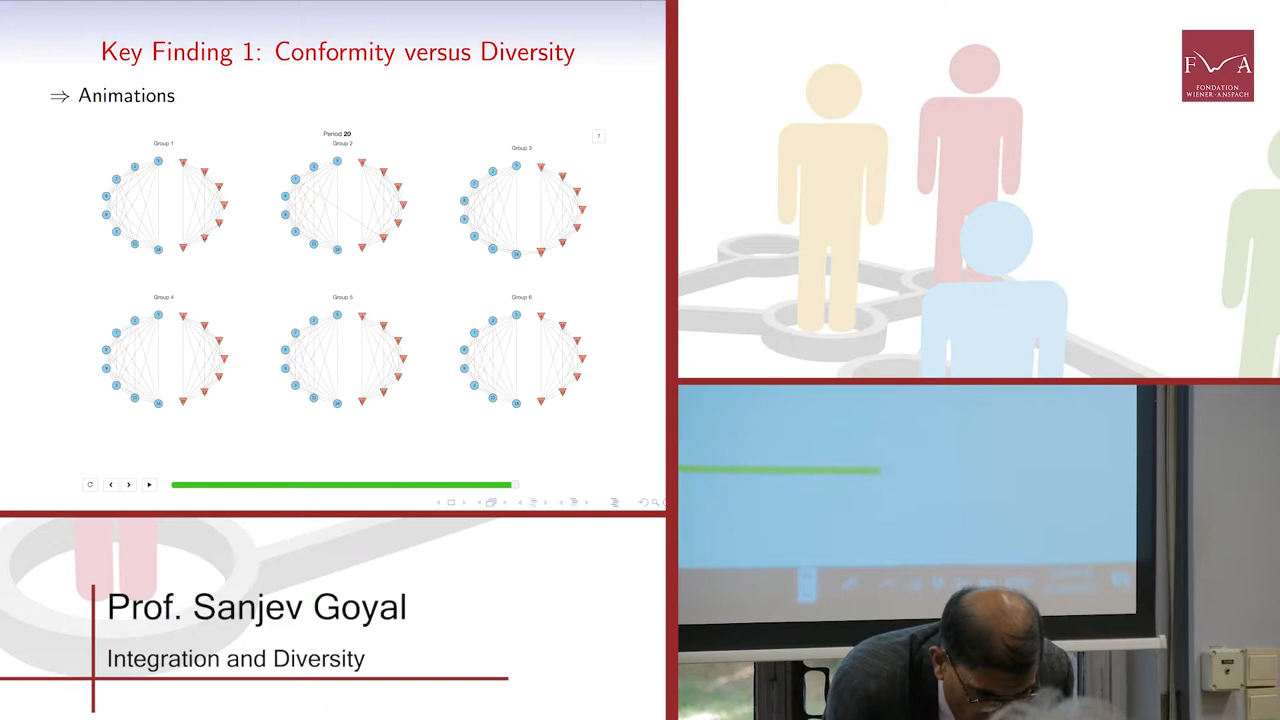 Key Finding 1: Conformity versus Diversity
⇒ Animations
Period 20
Group 1
Group 2
Group 3
?
Group 4
Group 5
Group 6
Prof. Sanjev Goyal
Integration and Diversity
F W A
FONDATION
WIENER-ANSPACH